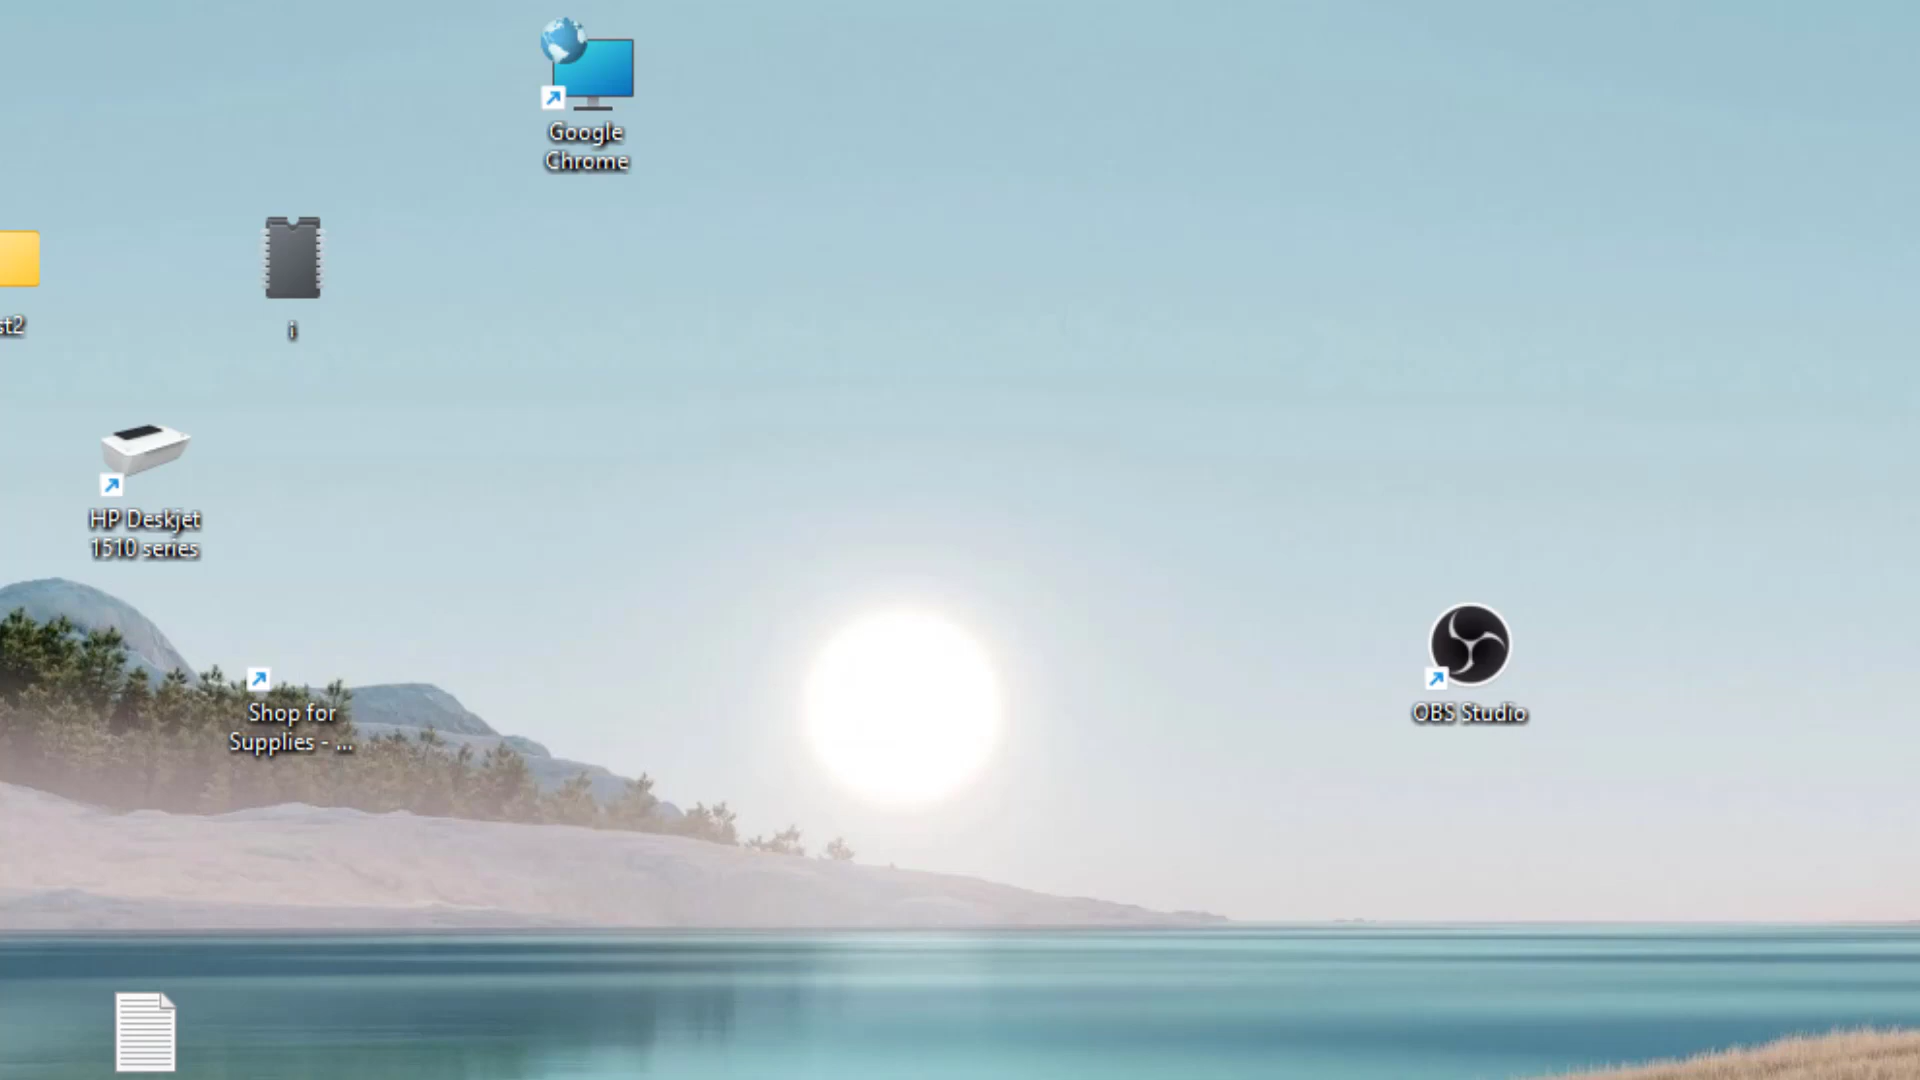 Google
Chrome
st2
i
HP Deskjet
1510 series
Shop for
Supplies - ...
OBS Studio